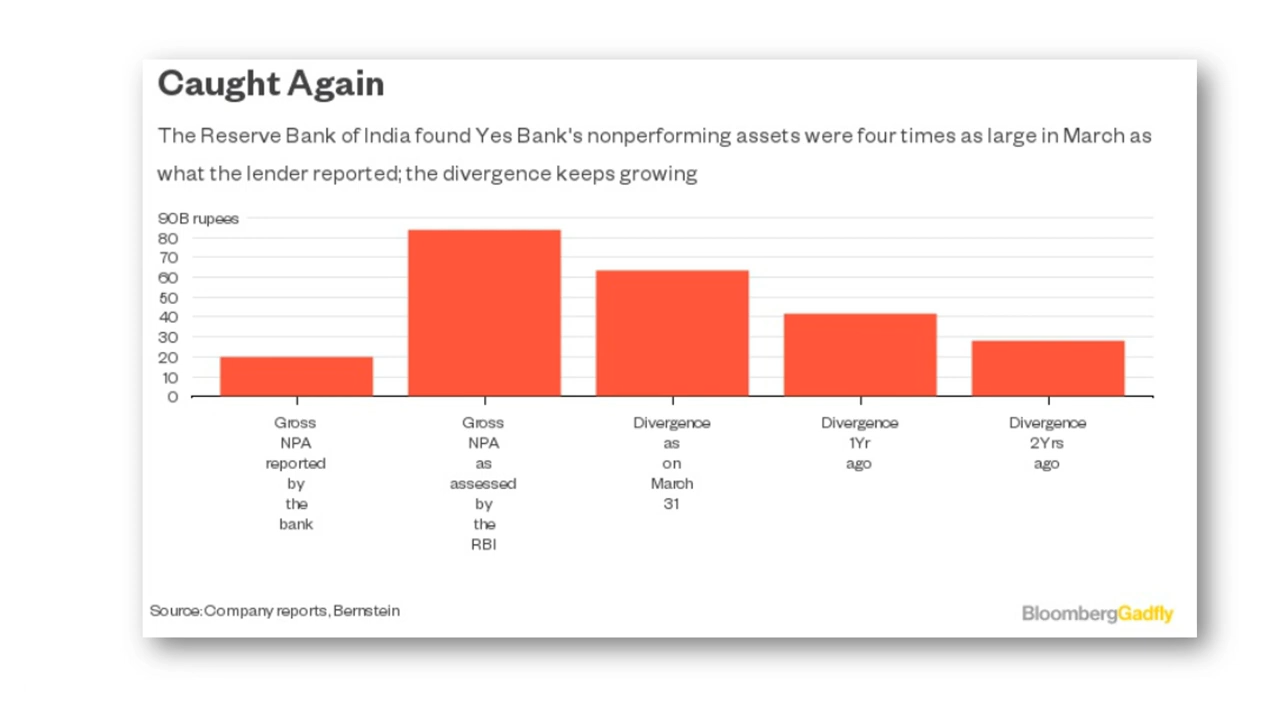 Caught Again
The Reserve Bank of India found Yes Bank's nonperforming assets were four times as large in March as
what the lender reported; the divergence keeps growing
90B rupees
80
70
60
50
40
30
20
10
0
Gross
NPA
reported
by
the
bank
Gross
NPA
as
assessed
by
the
RBI
Divergence
as
on
March
31
Divergence
1Yr
ago
Divergence
2Yrs
ago
Source: Company reports, Bernstein
BloombergGadfly